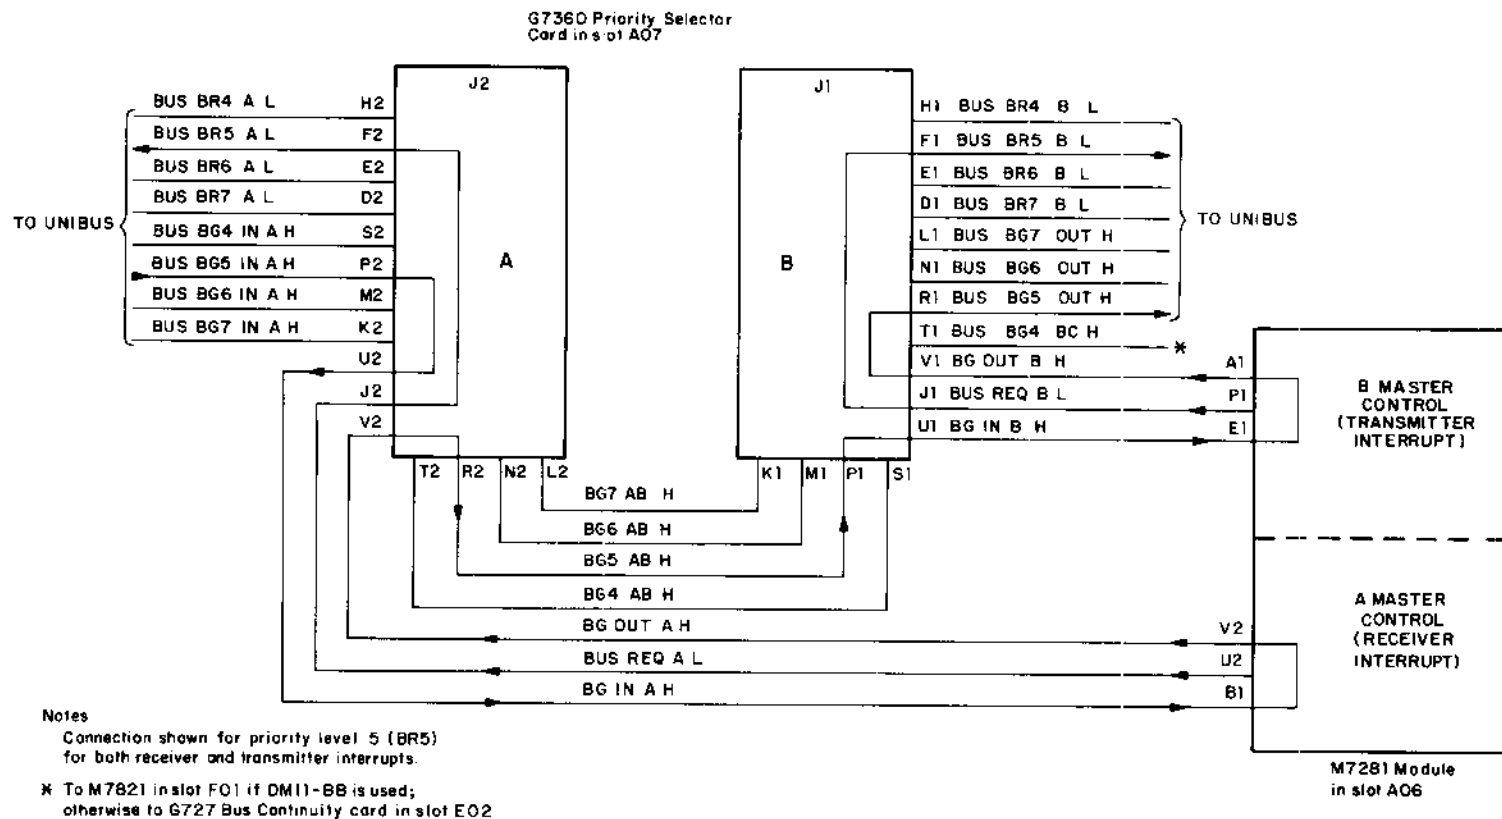 G7360 Priority Selector
Card in slot A07
J2
BUS BR4 A L H2
BUS BR5 A L F2
BUS BR6 A L E2
BUS BR7 A L D2
TO UNIBUS
BUS BG4 IN A H S2
BUS BG5 IN A H P2
BUS BG6 IN A H M2
BUS BG7 IN A H K2
U2
J2
V2
A
T2 R2 N2 L2
J1
B
H1 BUS BR4 B L
F1 BUS BR5 B L
E1 BUS BR6 B L
D1 BUS BR7 B L
TO UNIBUS
L1 BUS BG7 OUT H
N1 BUS BG6 OUT H
R1 BUS BG5 OUT H
T1 BUS BG4 BC H
*
V1 BG OUT B H
J1 BUS REQ B L
U1 BG IN B H
K1 M1 P1 S1
A1
P1
E1
B MASTER
CONTROL
(TRANSMITTER
INTERRUPT)
BG7 AB H
BG6 AB H
BG5 AB H
BG4 AB H
BG OUT A H
BUS REQ A L
BG IN A H
V2
U2
B1
A MASTER
CONTROL
(RECEIVER
INTERRUPT)
M7281 Module
in slot A06
Notes
Connection shown for priority level 5 (BR5)
for both receiver and transmitter interrupts.
* To M7821 in slot F01 if DM11-BB is used;
otherwise to G727 Bus Continuity card in slot E02